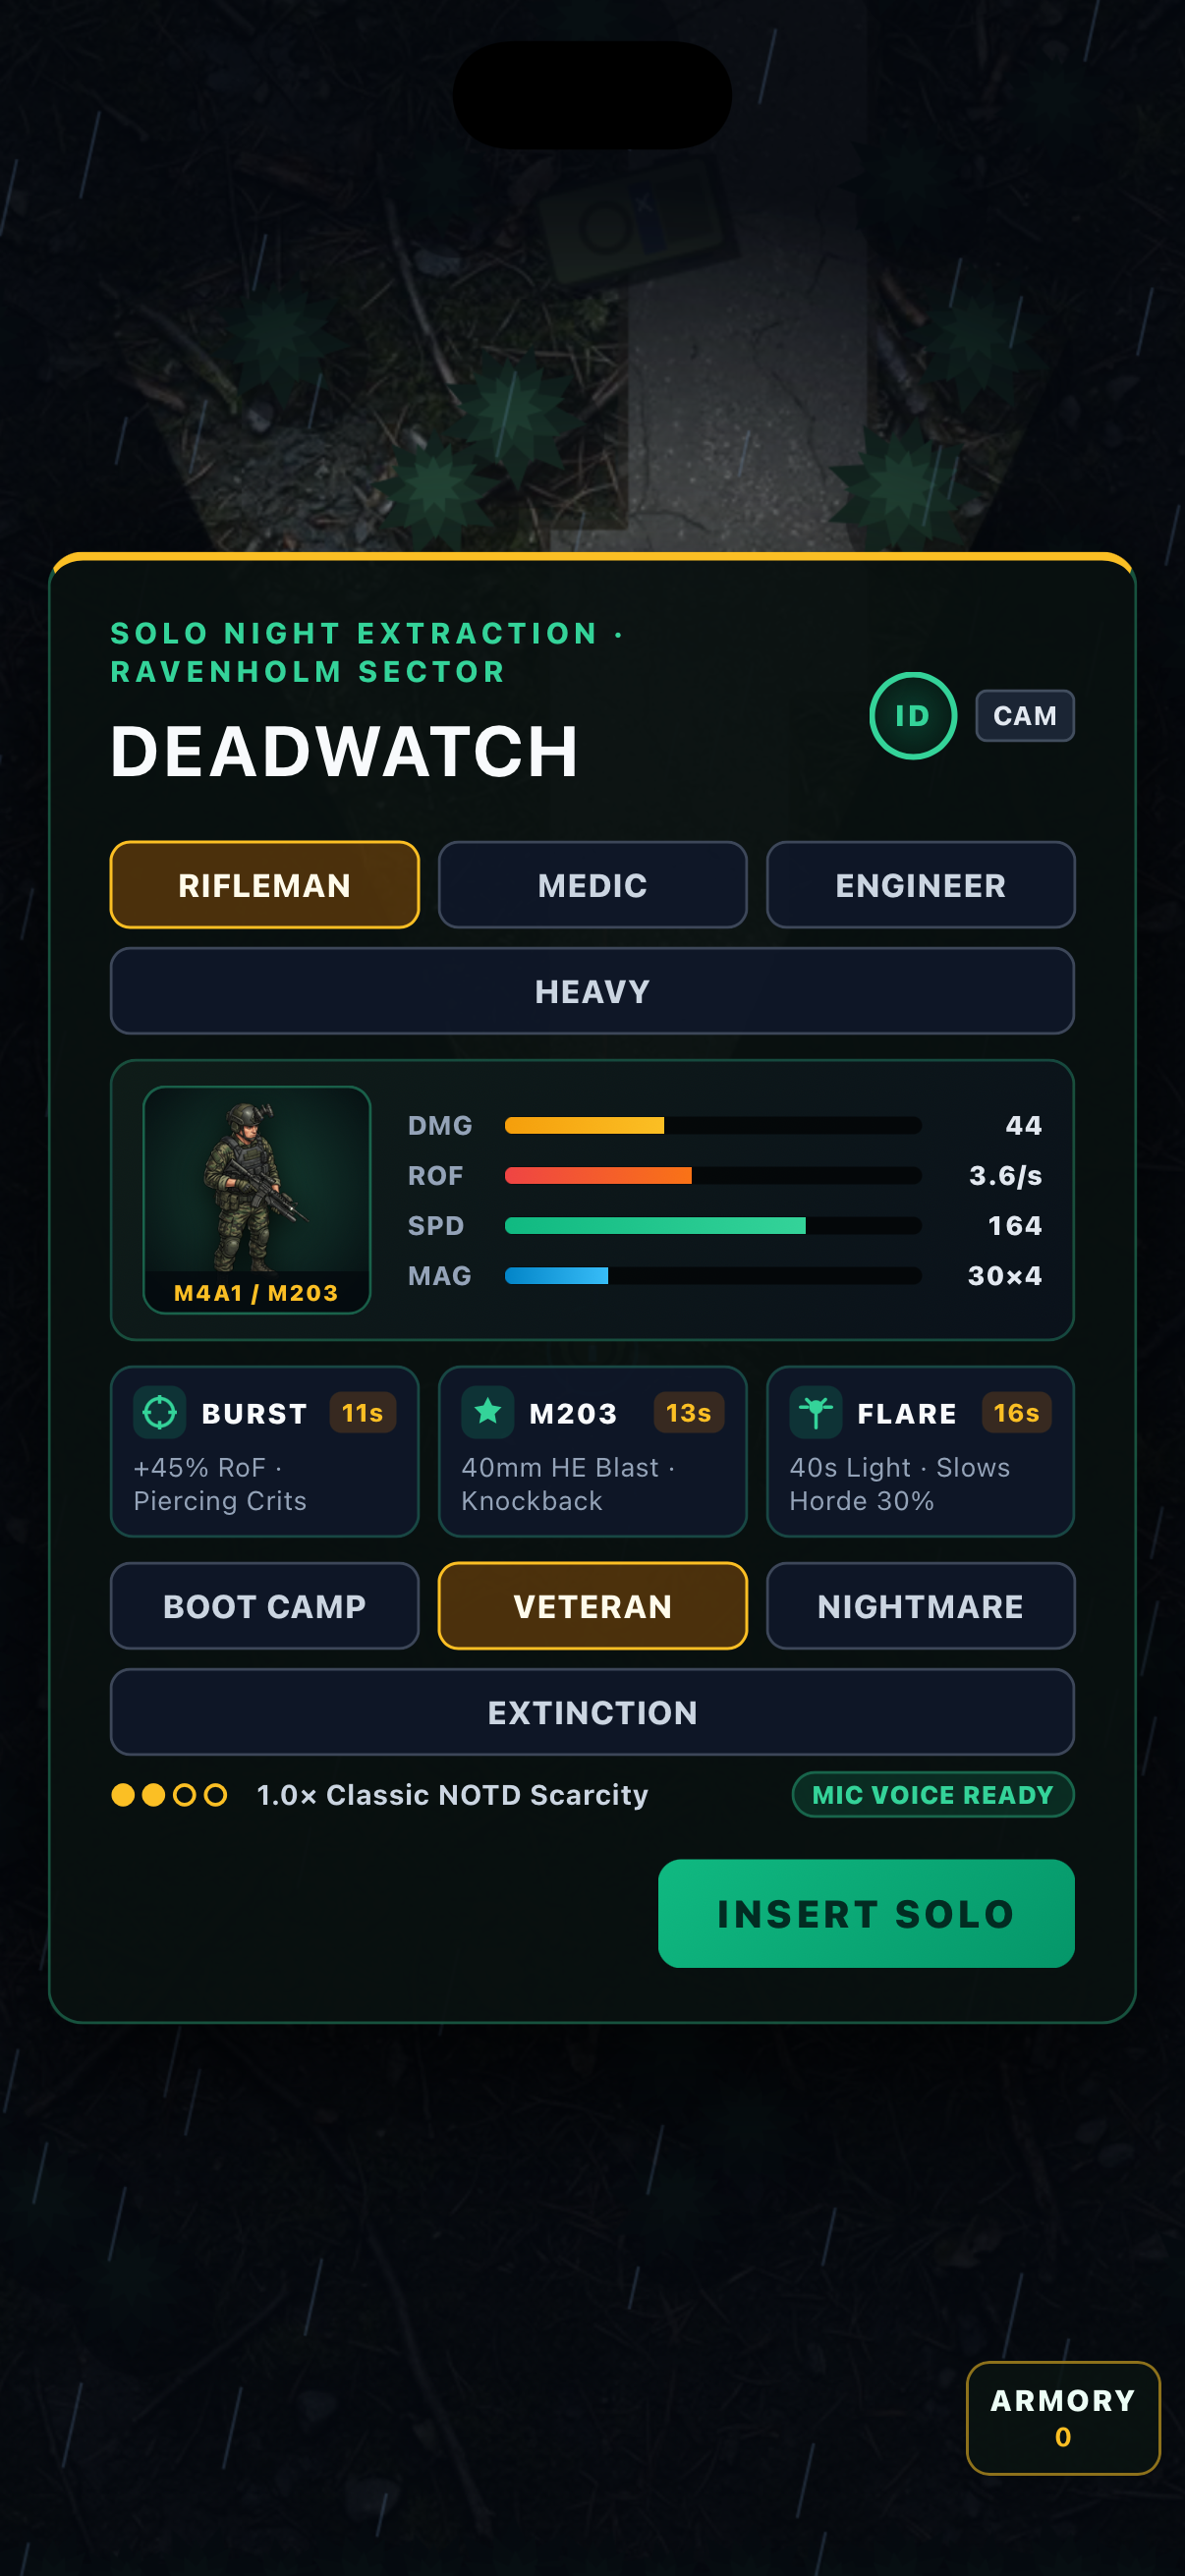 SOLO NIGHT EXTRACTION ·
RAVENHOLM SECTOR
DEADWATCH
ID
CAM
RIFLEMAN
MEDIC
ENGINEER
HEAVY
M4A1 / M203
DMG 44
ROF 3.6/s
SPD 164
MAG 30×4
BURST 11s
+45% RoF ·
Piercing Crits
M203 13s
40mm HE Blast ·
Knockback
FLARE 16s
40s Light · Slows
Horde 30%
BOOT CAMP
VETERAN
NIGHTMARE
EXTINCTION
1.0× Classic NOTD Scarcity
MIC VOICE READY
INSERT SOLO
ARMORY
0